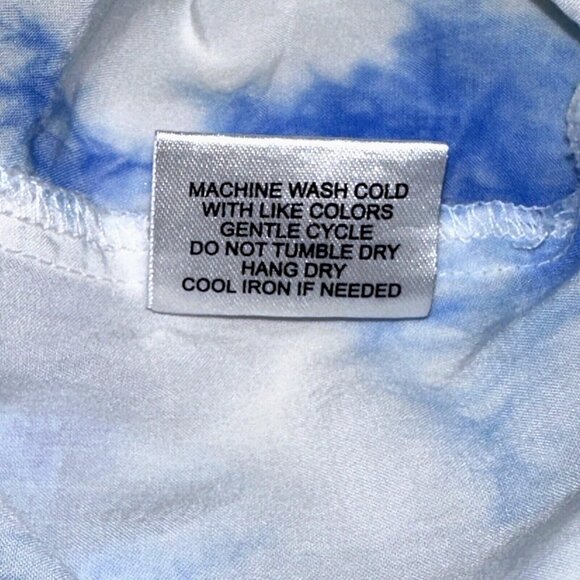 MACHINE WASH COLD
WITH LIKE COLORS
GENTLE CYCLE
DO NOT TUMBLE DRY
HANG DRY
COOL IRON IF NEEDED